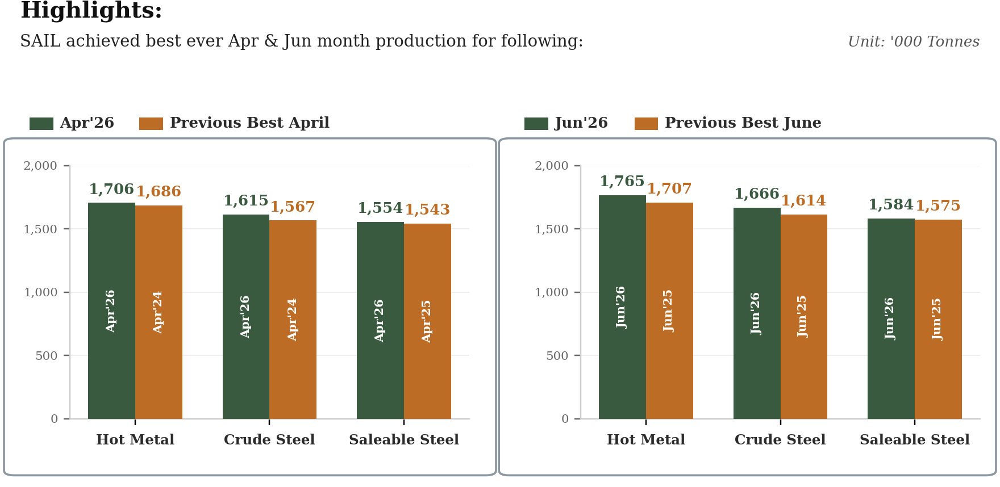 Highlights:
SAIL achieved best ever Apr & Jun month production for following:
Unit: '000 Tonnes
Apr'26 Previous Best April
2,000
1,500
1,000
500
0
1,706 1,686
1,615 1,567
1,554 1,543
Apr'26 Apr'24
Apr'26 Apr'24
Apr'26 Apr'25
Hot Metal Crude Steel Saleable Steel
Jun'26 Previous Best June
2,000
1,500
1,000
500
0
1,765 1,707
1,666 1,614
1,584 1,575
Jun'26 Jun'25
Jun'26 Jun'25
Jun'26 Jun'25
Hot Metal Crude Steel Saleable Steel